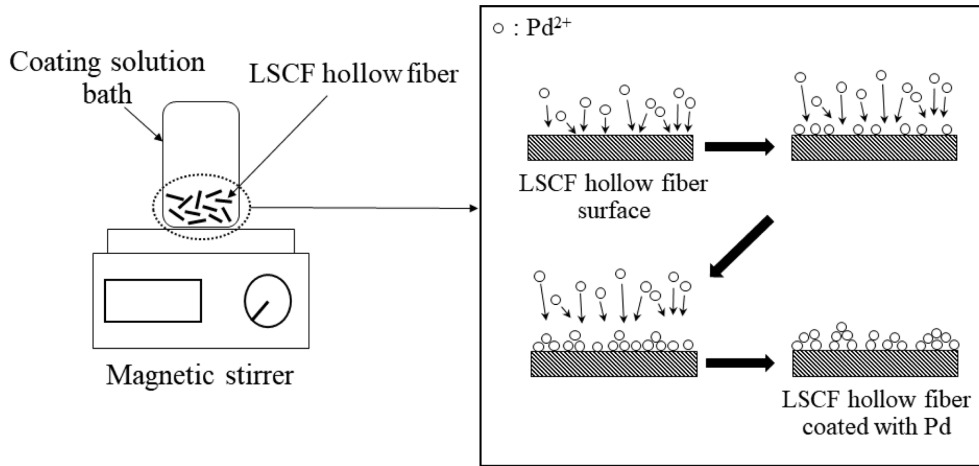 Coating solution
bath
LSCF hollow fiber
Magnetic stirrer
: Pd²⁺
LSCF hollow fiber
surface
LSCF hollow fiber
coated with Pd